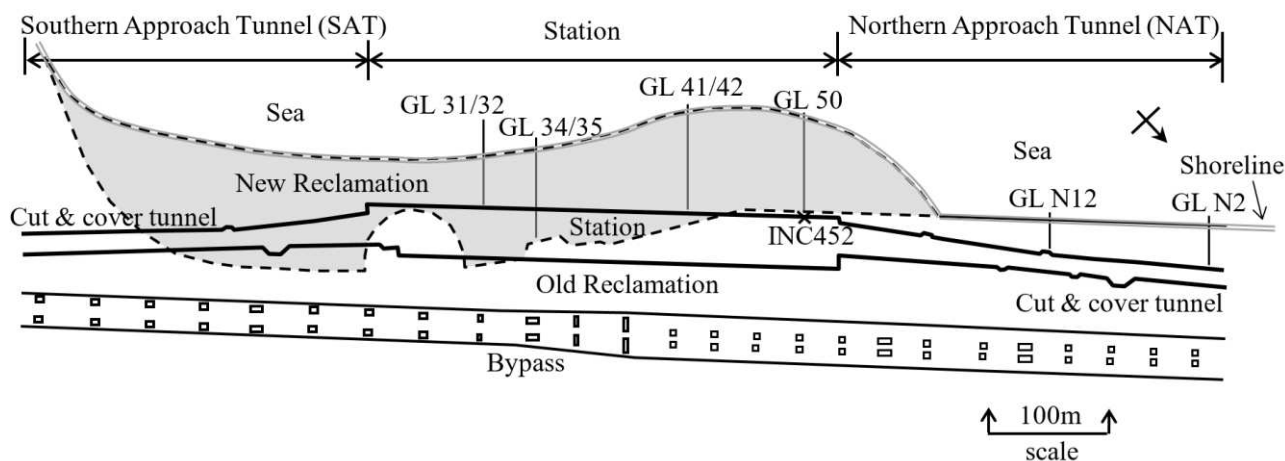 Southern Approach Tunnel (SAT)
Station
Northern Approach Tunnel (NAT)
Sea
GL 31/32
GL 34/35
GL 41/42
GL 50
Sea
Shoreline
New Reclamation
GL N12
GL N2
Cut & cover tunnel
Station
INC452
Old Reclamation
Cut & cover tunnel
Bypass
100m
scale